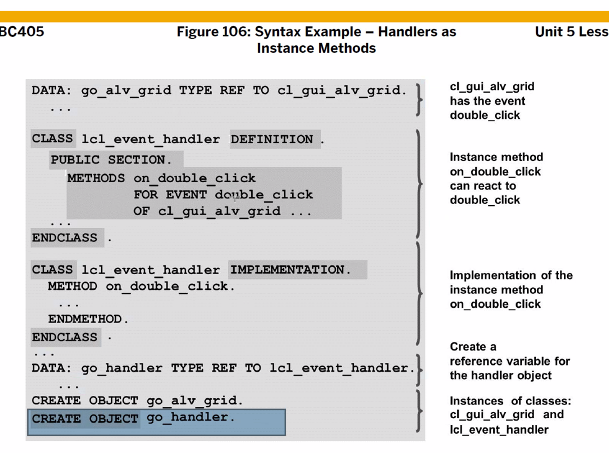 BC405
Figure 106: Syntax Example – Handlers as
Instance Methods
Unit 5 Less
DATA: go_alv_grid TYPE REF TO cl_gui_alv_grid.
...
cl_gui_alv_grid
has the event
double_click
CLASS lcl_event_handler DEFINITION.
PUBLIC SECTION.
METHODS on_double_click
FOR EVENT double_click
OF cl_gui_alv_grid ...
...
ENDCLASS.
Instance method
on_double_click
can react to
double_click
CLASS lcl_event_handler IMPLEMENTATION.
METHOD on_double_click.
...
ENDMETHOD.
ENDCLASS.
...
Implementation of the
instance method
on_double_click
DATA: go_handler TYPE REF TO lcl_event_handler.
...
Create a
reference variable for
the handler object
CREATE OBJECT go_alv_grid.
CREATE OBJECT go_handler.
Instances of classes:
cl_gui_alv_grid and
lcl_event_handler